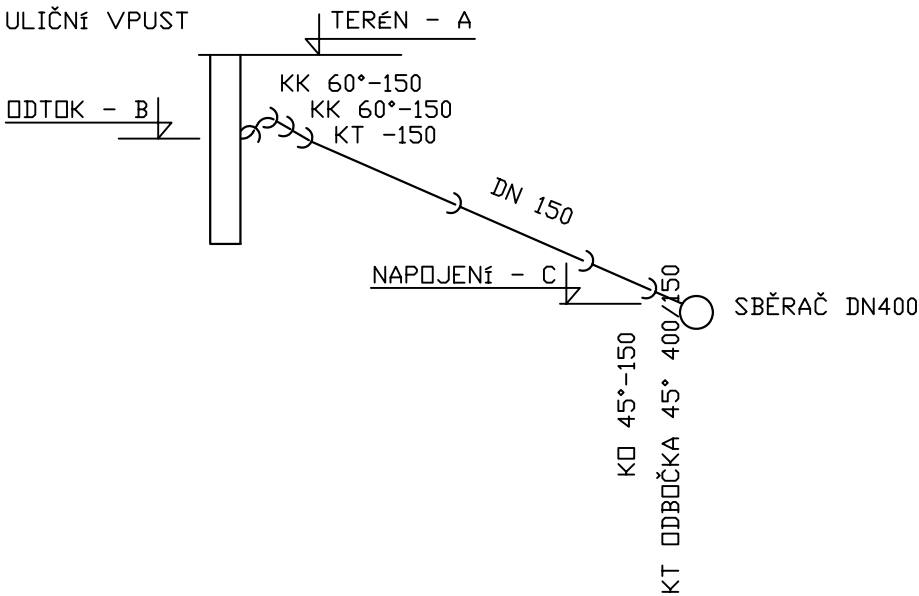 ULIČNÍ VPUST
TERÉN - A
KK 60°-150
ODTOK - B
KK 60°-150
KT -150
DN 150
NAPOJENÍ - C
SBĚRAČ DN400
KO 45°-150
KT ODBOČKA 45° 400/150